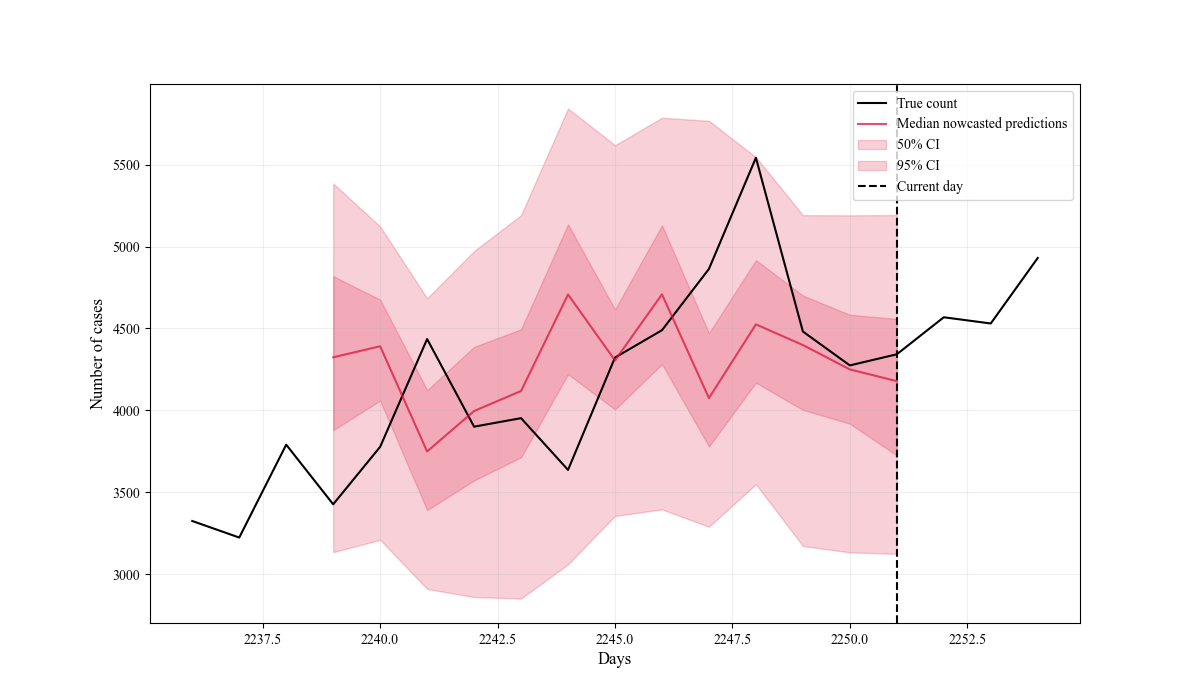 True count
Median nowcasted predictions
50% CI
95% CI
Current day
Number of cases
5500
5000
4500
4000
3500
3000
2237.5 2240.0 2242.5 2245.0 2247.5 2250.0 2252.5
Days